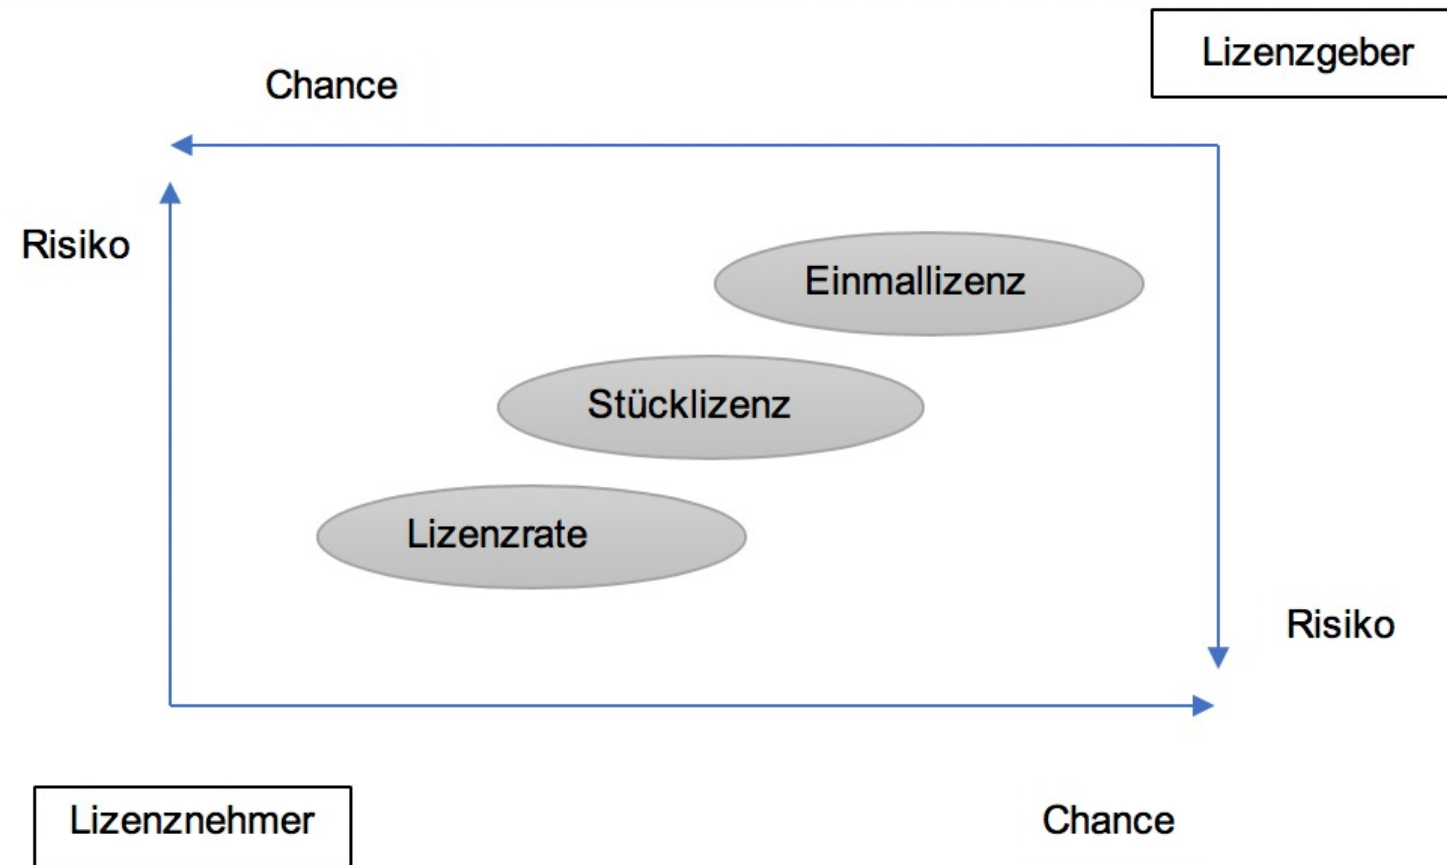 Lizenzgeber
Chance
Risiko
Einmallizenz
Stücklizenz
Lizenzrate
Risiko
Lizenznehmer
Chance